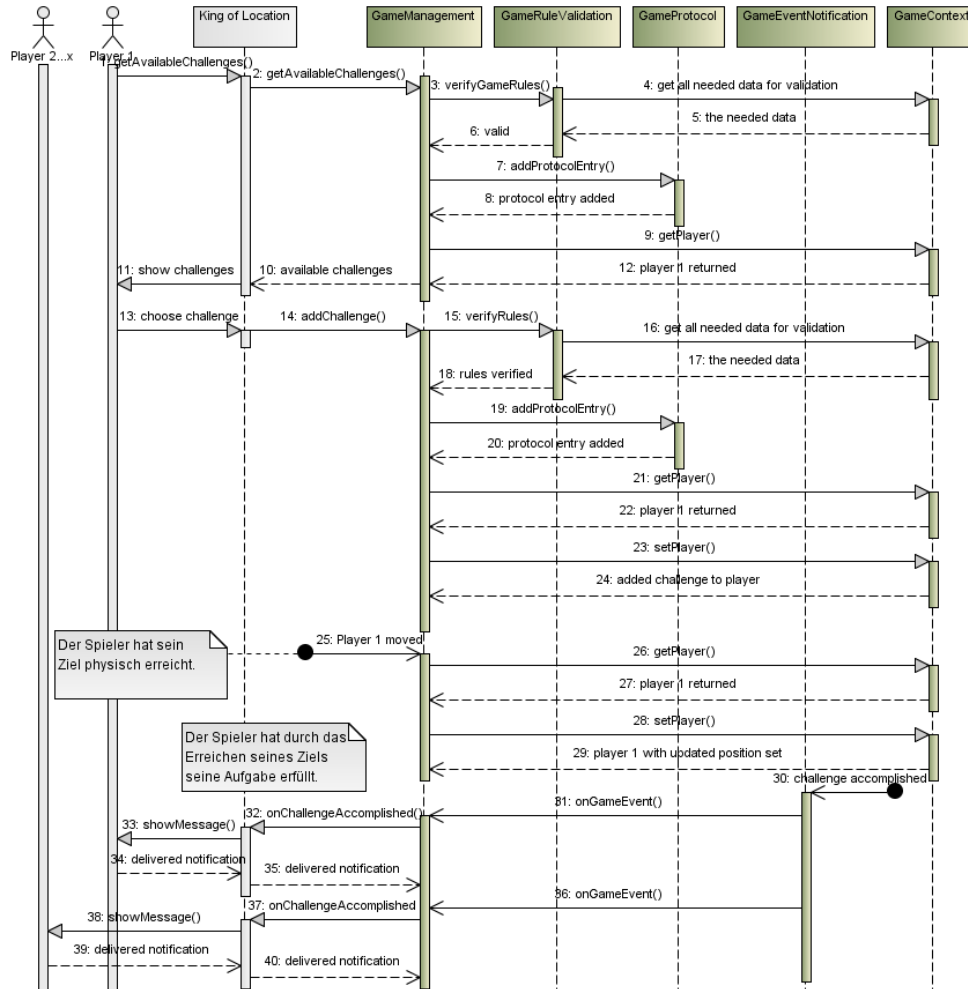 King of Location
GameManagement
GameRuleValidation
GameProtocol
GameEventNotification
GameContext
Player 2...x
Player 1
1: getAvailableChallenges()
2: getAvailableChallenges()
3: verifyGameRules()
4: get all needed data for validation
5: the needed data
6: valid
7: addProtocolEntry()
8: protocol entry added
9: getPlayer()
11: show challenges
10: available challenges
12: player 1 returned
13: choose challenge
14: addChallenge()
15: verifyRules()
16: get all needed data for validation
17: the needed data
18: rules verified
19: addProtocolEntry()
20: protocol entry added
21: getPlayer()
22: player 1 returned
23: setPlayer()
24: added challenge to player
Der Spieler hat sein
Ziel physisch erreicht.
25: Player 1 moved
26: getPlayer()
27: player 1 returned
28: setPlayer()
Der Spieler hat durch das
Erreichen seines Ziels
seine Aufgabe erfüllt.
29: player 1 with updated position set
30: challenge accomplished
31: onGameEvent()
32: onChallengeAccomplished()
33: showMessage()
34: delivered notification
35: delivered notification
36: onGameEvent()
37: onChallengeAccomplished
38: showMessage()
39: delivered notification
40: delivered notification